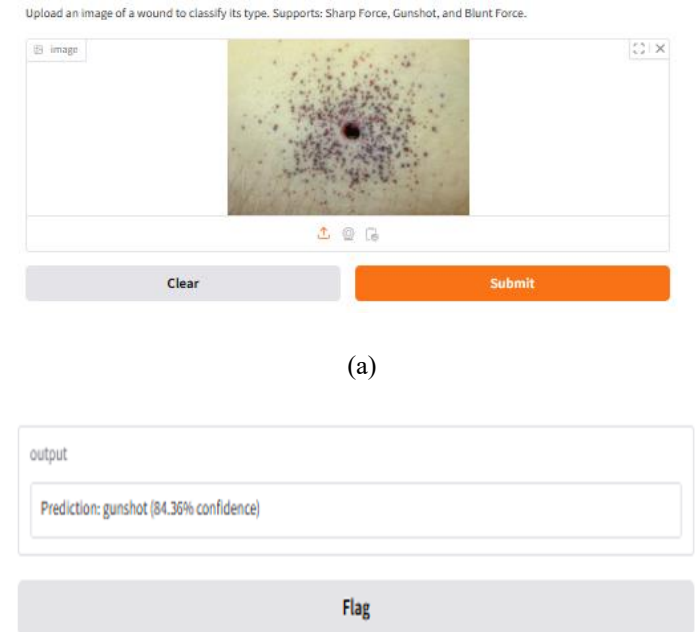 Upload an image of a wound to classify its type. Supports: Sharp Force, Gunshot, and Blunt Force.
image
Clear
Submit
(a)
output
Prediction: gunshot (84.36% confidence)
Flag